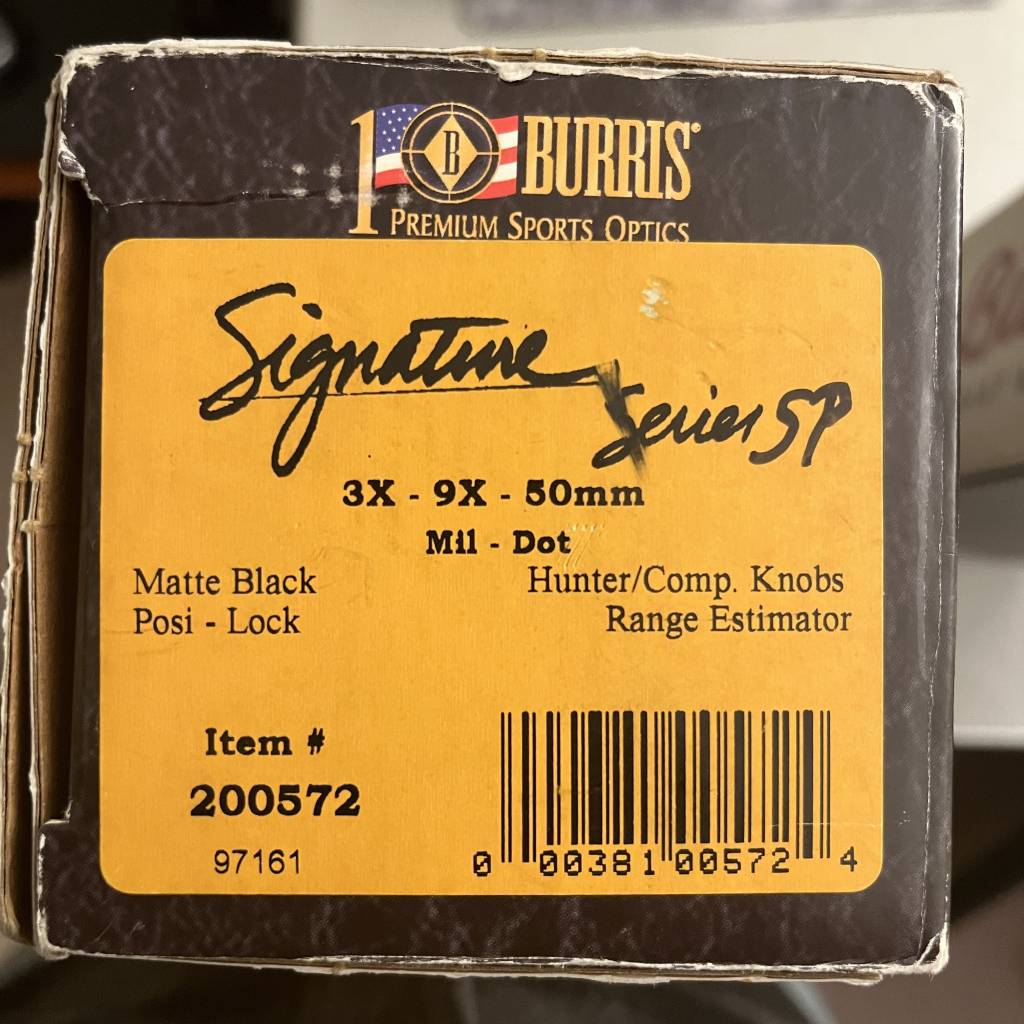 1 B BURRIS®
PREMIUM SPORTS OPTICS
Signature
Series SP
3X - 9X - 50mm
Mil - Dot
Matte Black Hunter/Comp. Knobs
Posi - Lock Range Estimator
Item #
200572
97161
0 00381 00572 4